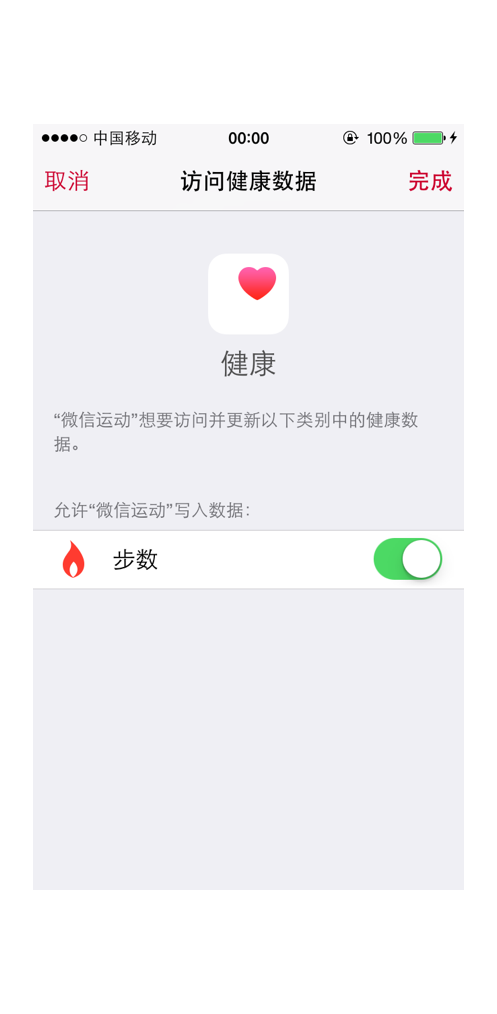 中国移动 00:00 100%
取消 访问健康数据 完成
健康
“微信运动”想要访问并更新以下类别中的健康数
据。
允许“微信运动”写入数据：
步数